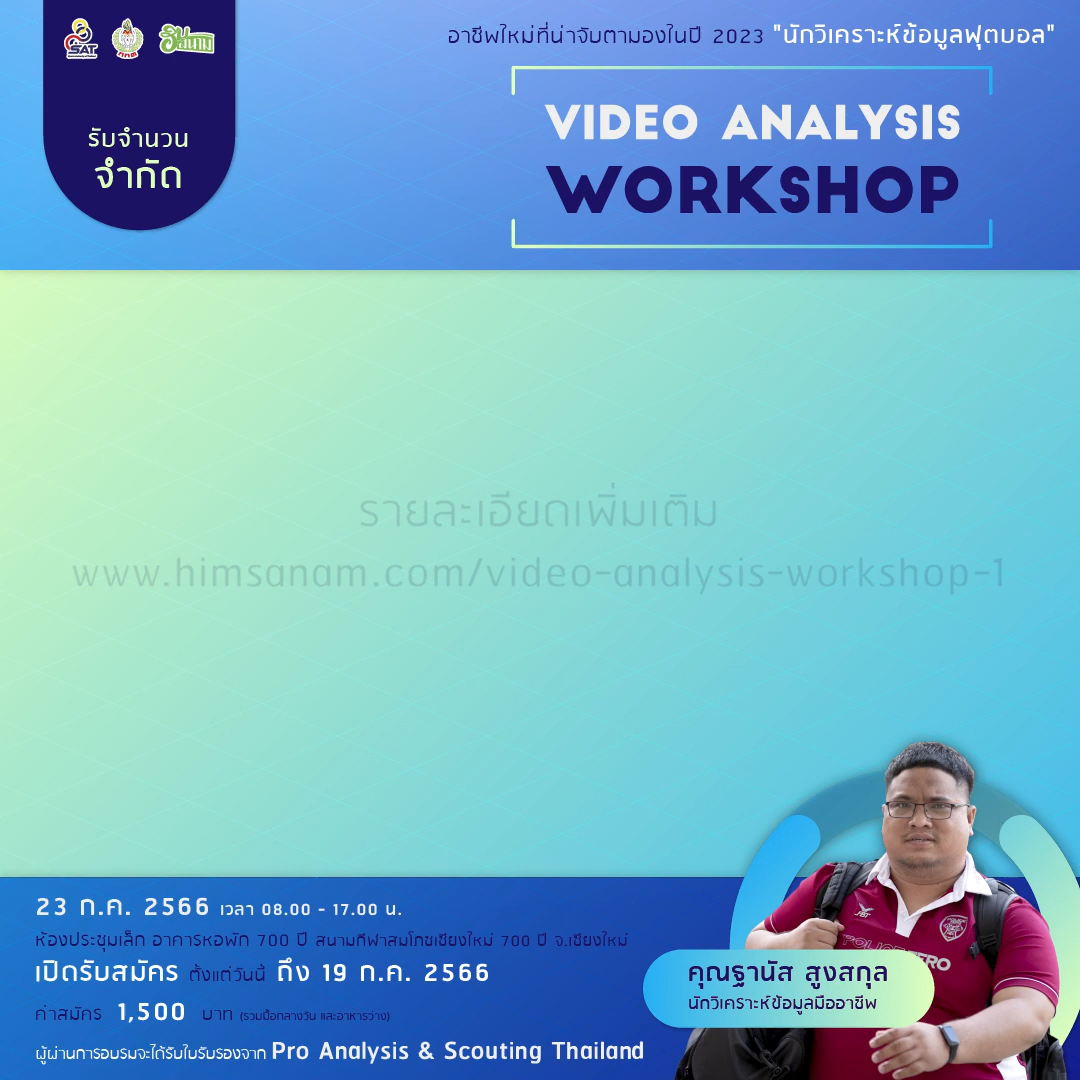 SAT
กกท
ฮิมสนาม
รับจำนวน
จำกัด
อาชีพใหม่ที่น่าจับตามองในปี 2023 "นักวิเคราะห์ข้อมูลฟุตบอล"
VIDEO ANALYSIS
WORKSHOP
รายละเอียดเพิ่มเติม
www.himsanam.com/video-analysis-workshop-1
23 ก.ค. 2566 เวลา 08.00 - 17.00 น.
ห้องประชุมเล็ก อาคารหอพัก 700 ปี สนามกีฬาสมโภชเชียงใหม่ 700 ปี จ.เชียงใหม่
เปิดรับสมัคร ตั้งแต่วันนี้ ถึง 19 ก.ค. 2566
ค่าสมัคร 1,500 บาท (รวมมื้อกลางวัน และอาหารว่าง)
ผู้ผ่านการอบรมจะได้รับใบรับรองจาก Pro Analysis & Scouting Thailand
FBT
POLICE TERO
คุณฐานัส สูงสกุล
นักวิเคราะห์ข้อมูลมืออาชีพ